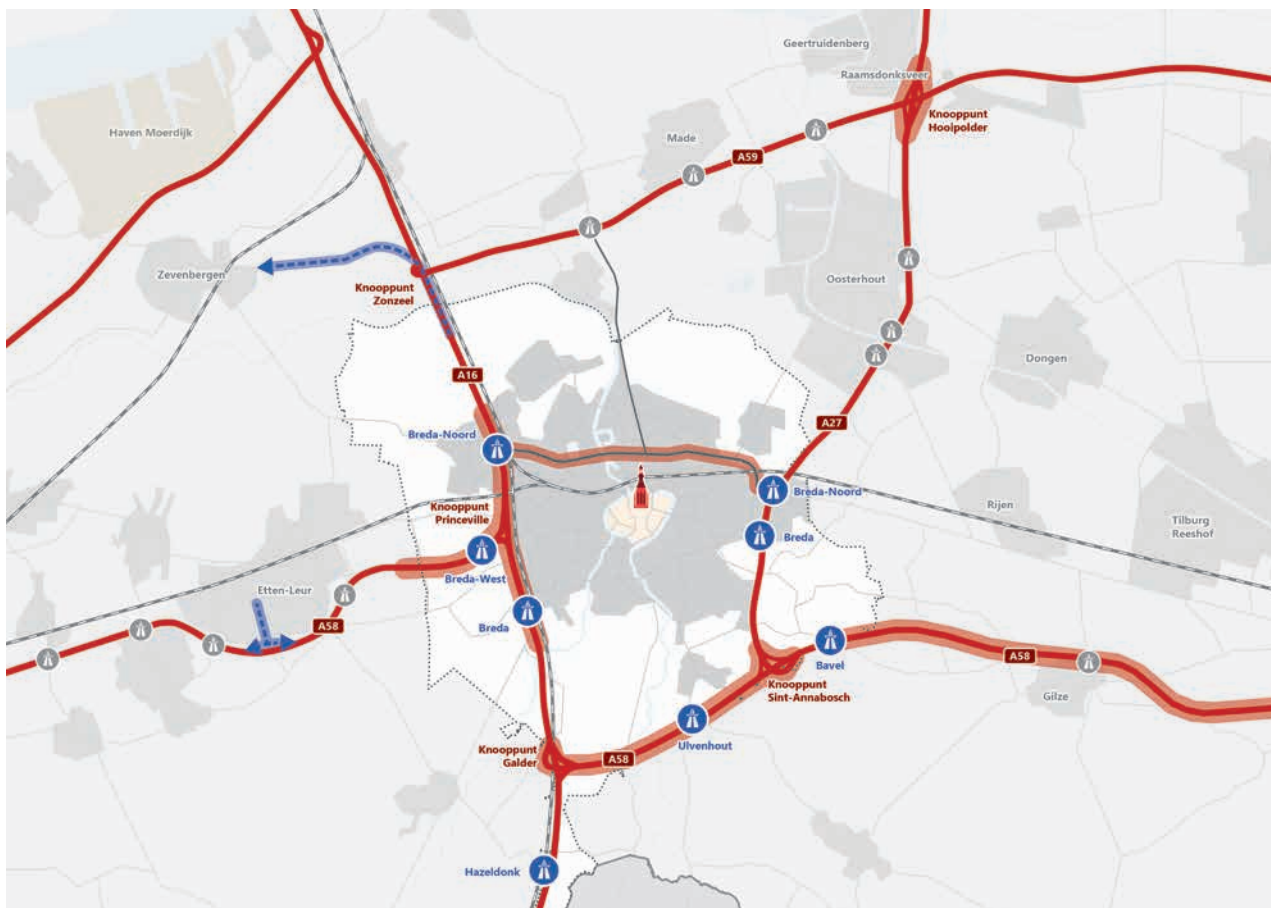 Geertruidenberg
Raamsdonksveer
Haven Moerdijk
Knooppunt
Hooipolder
Made
A59
Zevenbergen
Oosterhout
Knooppunt
Zonzeel
Dongen
A16
A27
Breda-Noord
Breda-Noord
Rijen
Knooppunt
Princeville
Tilburg
Reeshof
Breda
Breda-West
Etten-Leur
Breda
A58
Bavel
A58
Knooppunt
Sint-Annabosch
Gilze
Ulvenhout
Knooppunt
Galder
A58
Hazeldonk